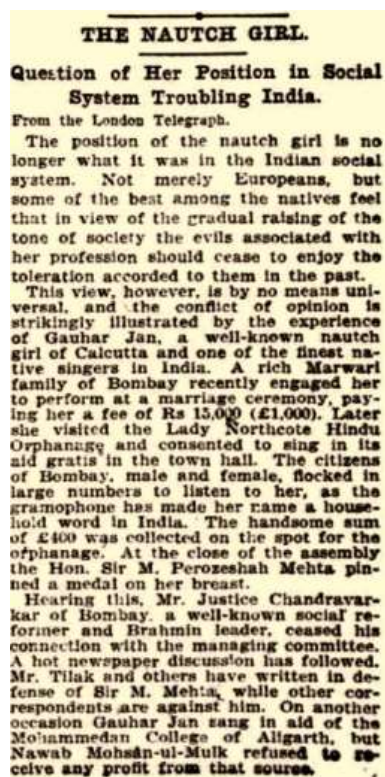 THE NAUTCH GIRL.
Question of Her Position in Social
System Troubling India.
From the London Telegraph.
The position of the nautch girl is no
longer what it was in the Indian social
system. Not merely Europeans, but
some of the best among the natives feel
that in view of the gradual raising of the
tone of society the evils associated with
her profession should cease to enjoy the
toleration accorded to them in the past.
This view, however, is by no means uni-
versal, and the conflict of opinion is
strikingly illustrated by the experience
of Gauhar Jan, a well-known nautch
girl of Calcutta and one of the finest na-
tive singers in India. A rich Marwari
family of Bombay recently engaged her
to perform at a marriage ceremony, pay-
ing her a fee of Rs 15,000 (£1,000). Later
she visited the Lady Northcote Hindu
Orphanage and consented to sing in its
aid gratis in the town hall. The citizens
of Bombay, male and female, flocked in
large numbers to listen to her, as the
gramophone has made her name a house-
hold word in India. The handsome sum
of £400 was collected on the spot for the
orphanage. At the close of the assembly
the Hon. Sir M. Perozeshah Mehta pin-
ned a medal on her breast.
Hearing this, Mr. Justice Chandravar-
kar of Bombay, a well-known social re-
former and Brahmin leader, ceased his
connection with the managing committee.
A hot newspaper discussion has followed.
Mr. Tilak and others have written in de-
fense of Sir M. Mehta, while other cor-
respondents are against him. On another
occasion Gauhar Jan sang in aid of the
Mohammedan College of Aligarth, but
Nawab Mohsan-ul-Mulk refused to re-
ceive any profit from that source.